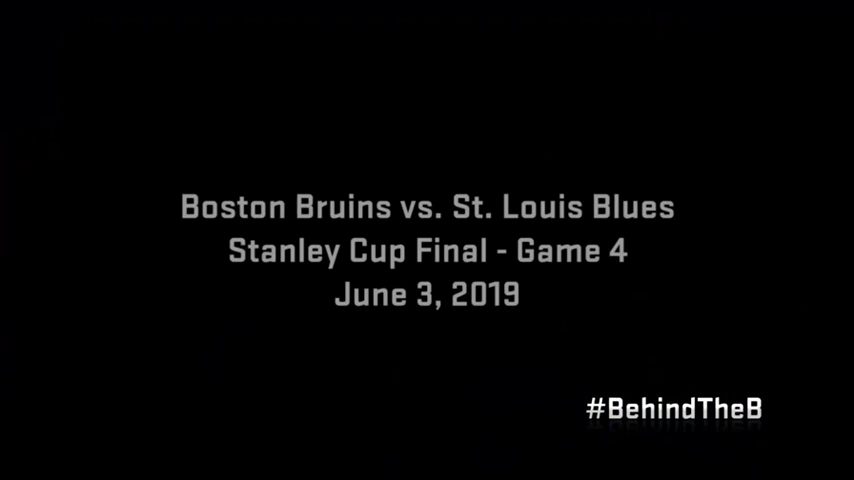 Boston Bruins vs. St. Louis Blues
Stanley Cup Final - Game 4
June 3, 2019
#BehindTheB